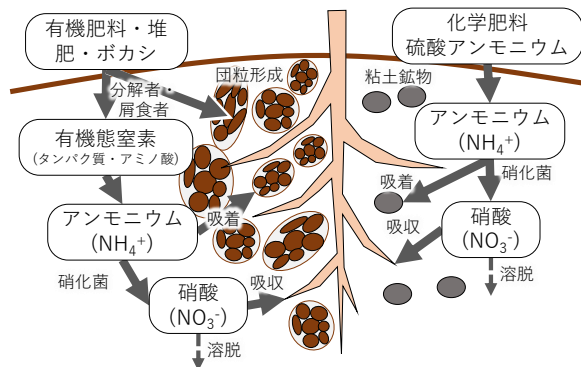 有機肥料・堆
肥・ボカシ
分解者・
屑食者
有機態窒素
(タンパク質・アミノ酸)
アンモニウム
(NH₄⁺)
吸着
硝化菌
硝酸
(NO₃⁻)
吸収
溶脱
団粒形成
化学肥料
硫酸アンモニウム
粘土鉱物
アンモニウム
(NH₄⁺)
吸着
硝化菌
硝酸
(NO₃⁻)
吸収
溶脱